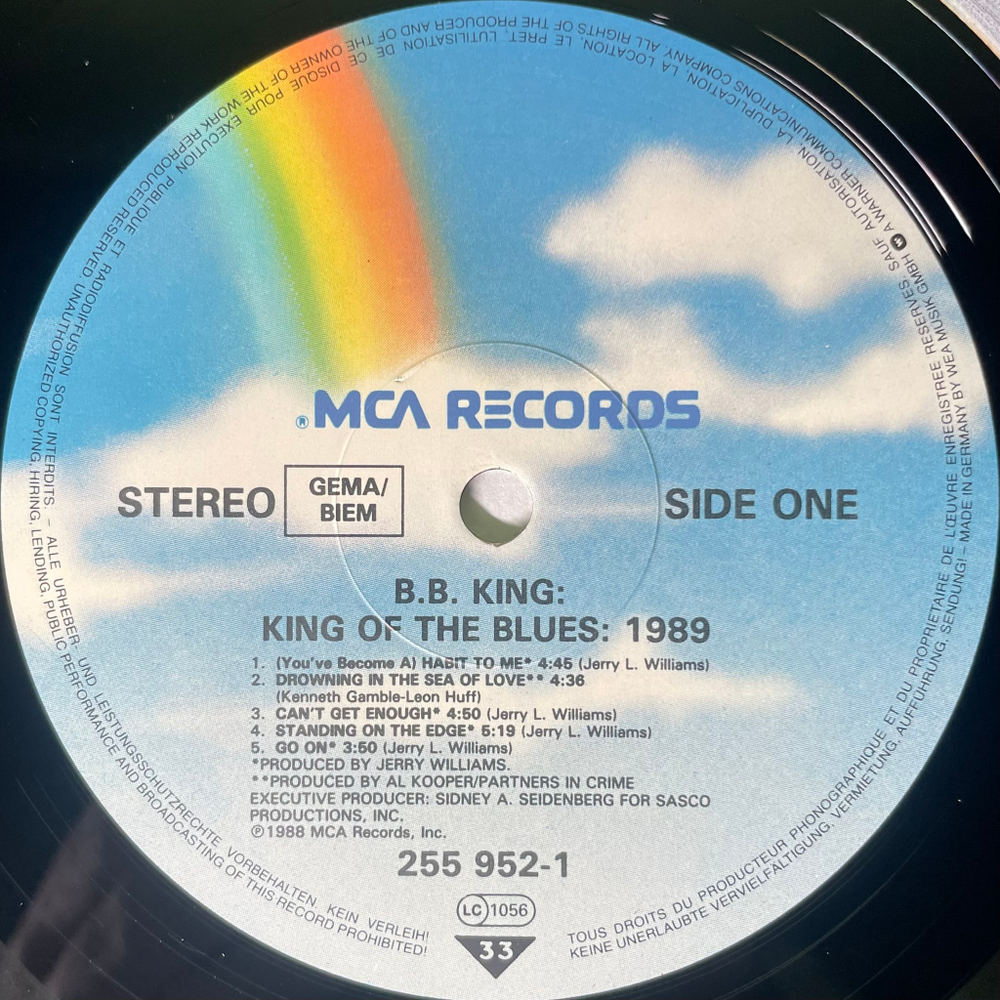 ®MCA RECORDS
STEREO
GEMA/
BIEM
SIDE ONE
B.B. KING:
KING OF THE BLUES: 1989
1. (You've Become A) HABIT TO ME* 4:45 (Jerry L. Williams)
2. DROWNING IN THE SEA OF LOVE** 4:36
(Kenneth Gamble-Leon Huff)
3. CAN'T GET ENOUGH* 4:50 (Jerry L. Williams)
4. STANDING ON THE EDGE* 5:19 (Jerry L. Williams)
5. GO ON* 3:50 (Jerry L. Williams)
*PRODUCED BY JERRY WILLIAMS.
**PRODUCED BY AL KOOPER/PARTNERS IN CRIME
EXECUTIVE PRODUCER: SIDNEY A. SEIDENBERG FOR SASCO
PRODUCTIONS, INC.
℗1988 MCA Records, Inc.
255 952-1
LC 1056
33
TOUS DROITS DU PRODUCTEUR PHONOGRAPHIQUE ET DU PROPRIETAIRE DE L'ŒUVRE ENREGISTREE RESERVES. SAUF AUTORISATION, LA DUPLICATION, LA LOCATION, LE PRET, L'UTILISATION DE CE DISQUE POUR EXECUTION PUBLIQUE ET RADIODIFFUSION SONT INTERDITS. – ALLE URHEBER- UND LEISTUNGSSCHUTZRECHTE VORBEHALTEN. KEIN VERLEIH!
KEINE UNERLAUBTE VERVIELFÄLTIGUNG, VERMIETUNG, AUFFÜHRUNG, SENDUNG! – MADE IN GERMANY BY WEA MUSIK GMBH A WARNER COMMUNICATIONS COMPANY. ALL RIGHTS OF THE PRODUCER AND OF THE OWNER OF THE WORK REPRODUCED RESERVED. UNAUTHORIZED COPYING, HIRING, LENDING, PUBLIC PERFORMANCE AND BROADCASTING OF THIS RECORD PROHIBITED!